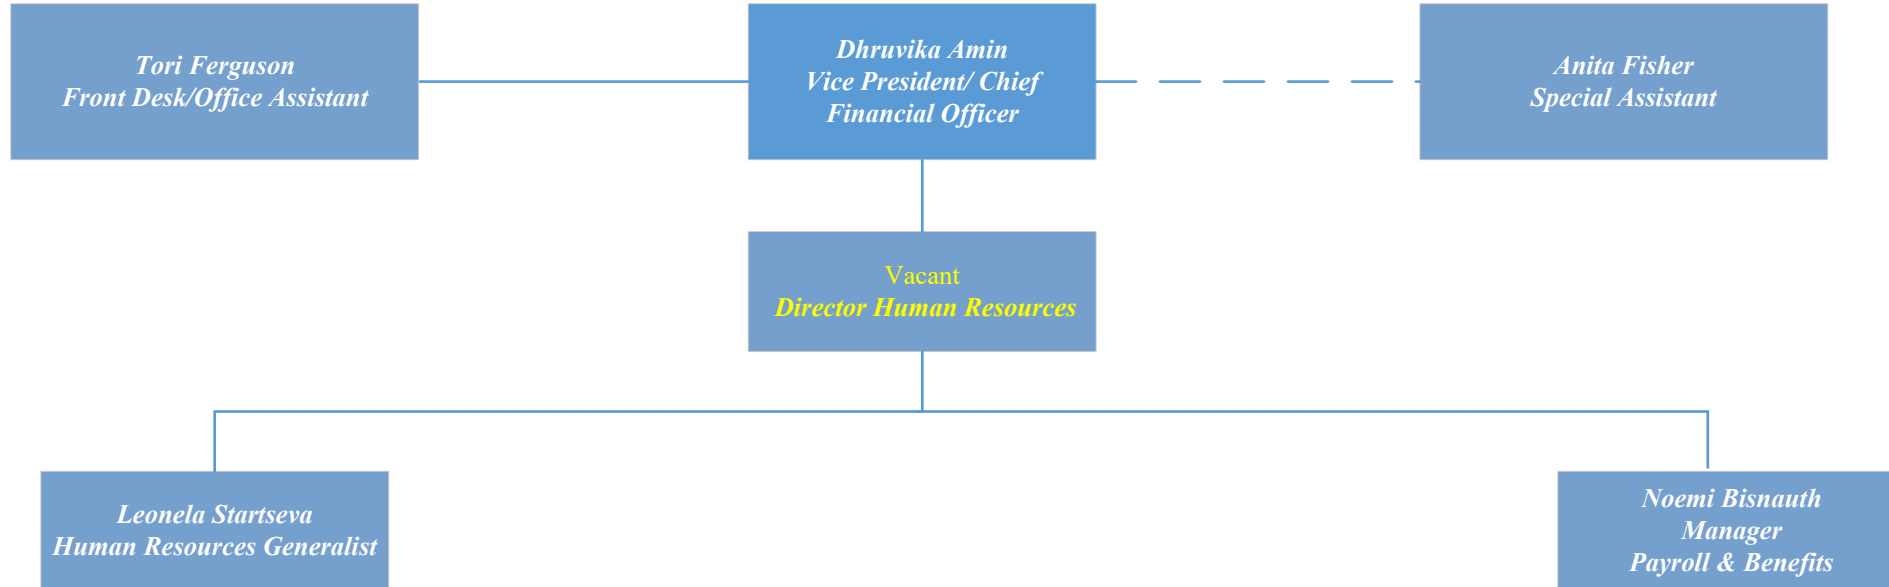 Tori Ferguson
Front Desk/Office Assistant
Dhruvika Amin
Vice President/ Chief
Financial Officer
Anita Fisher
Special Assistant
Vacant
Director Human Resources
Leonela Startseva
Human Resources Generalist
Noemi Bisnauth
Manager
Payroll & Benefits